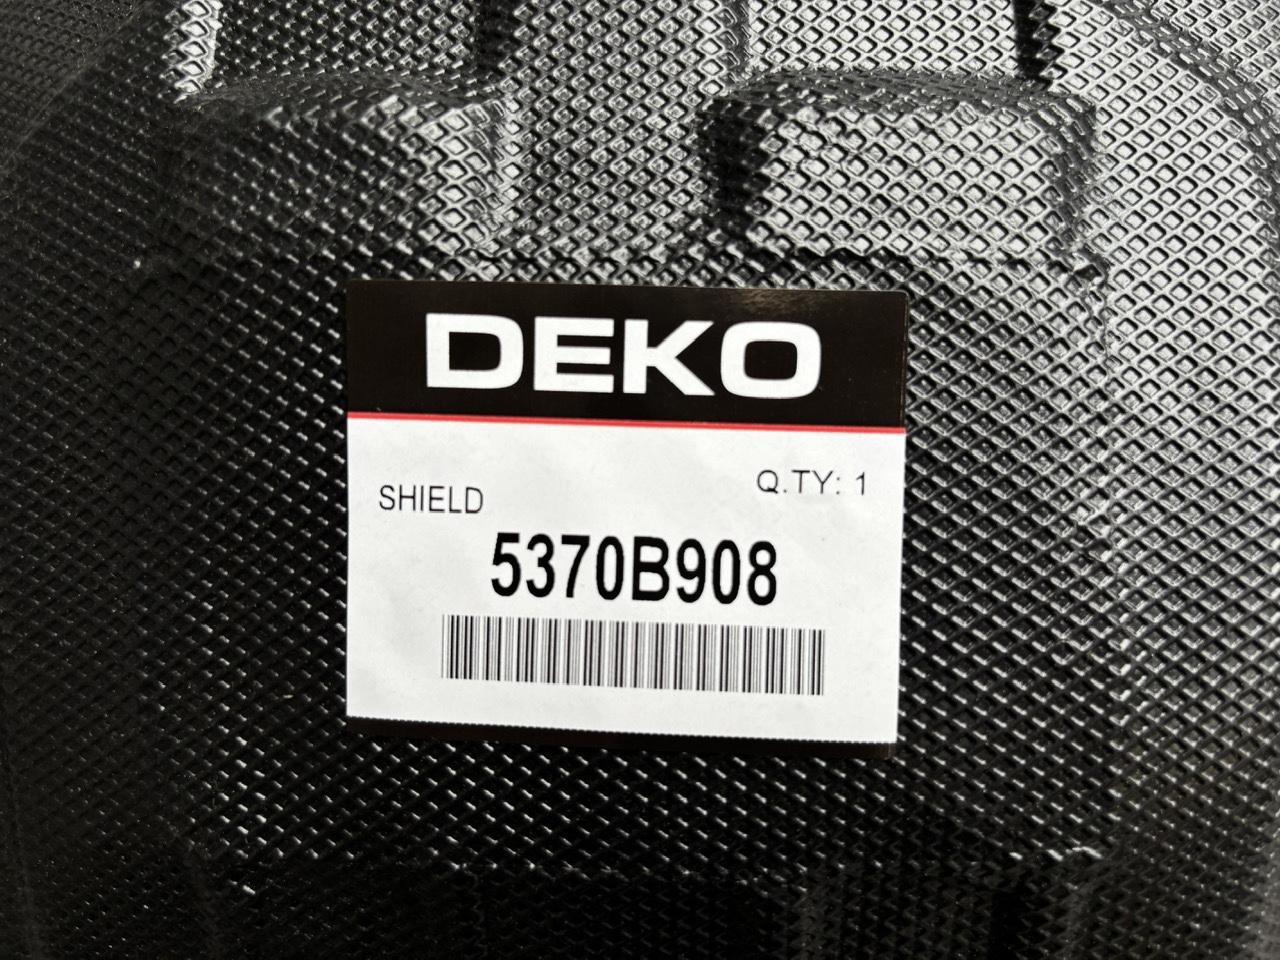 DEKO
Q.TY: 1
SHIELD
5370B908